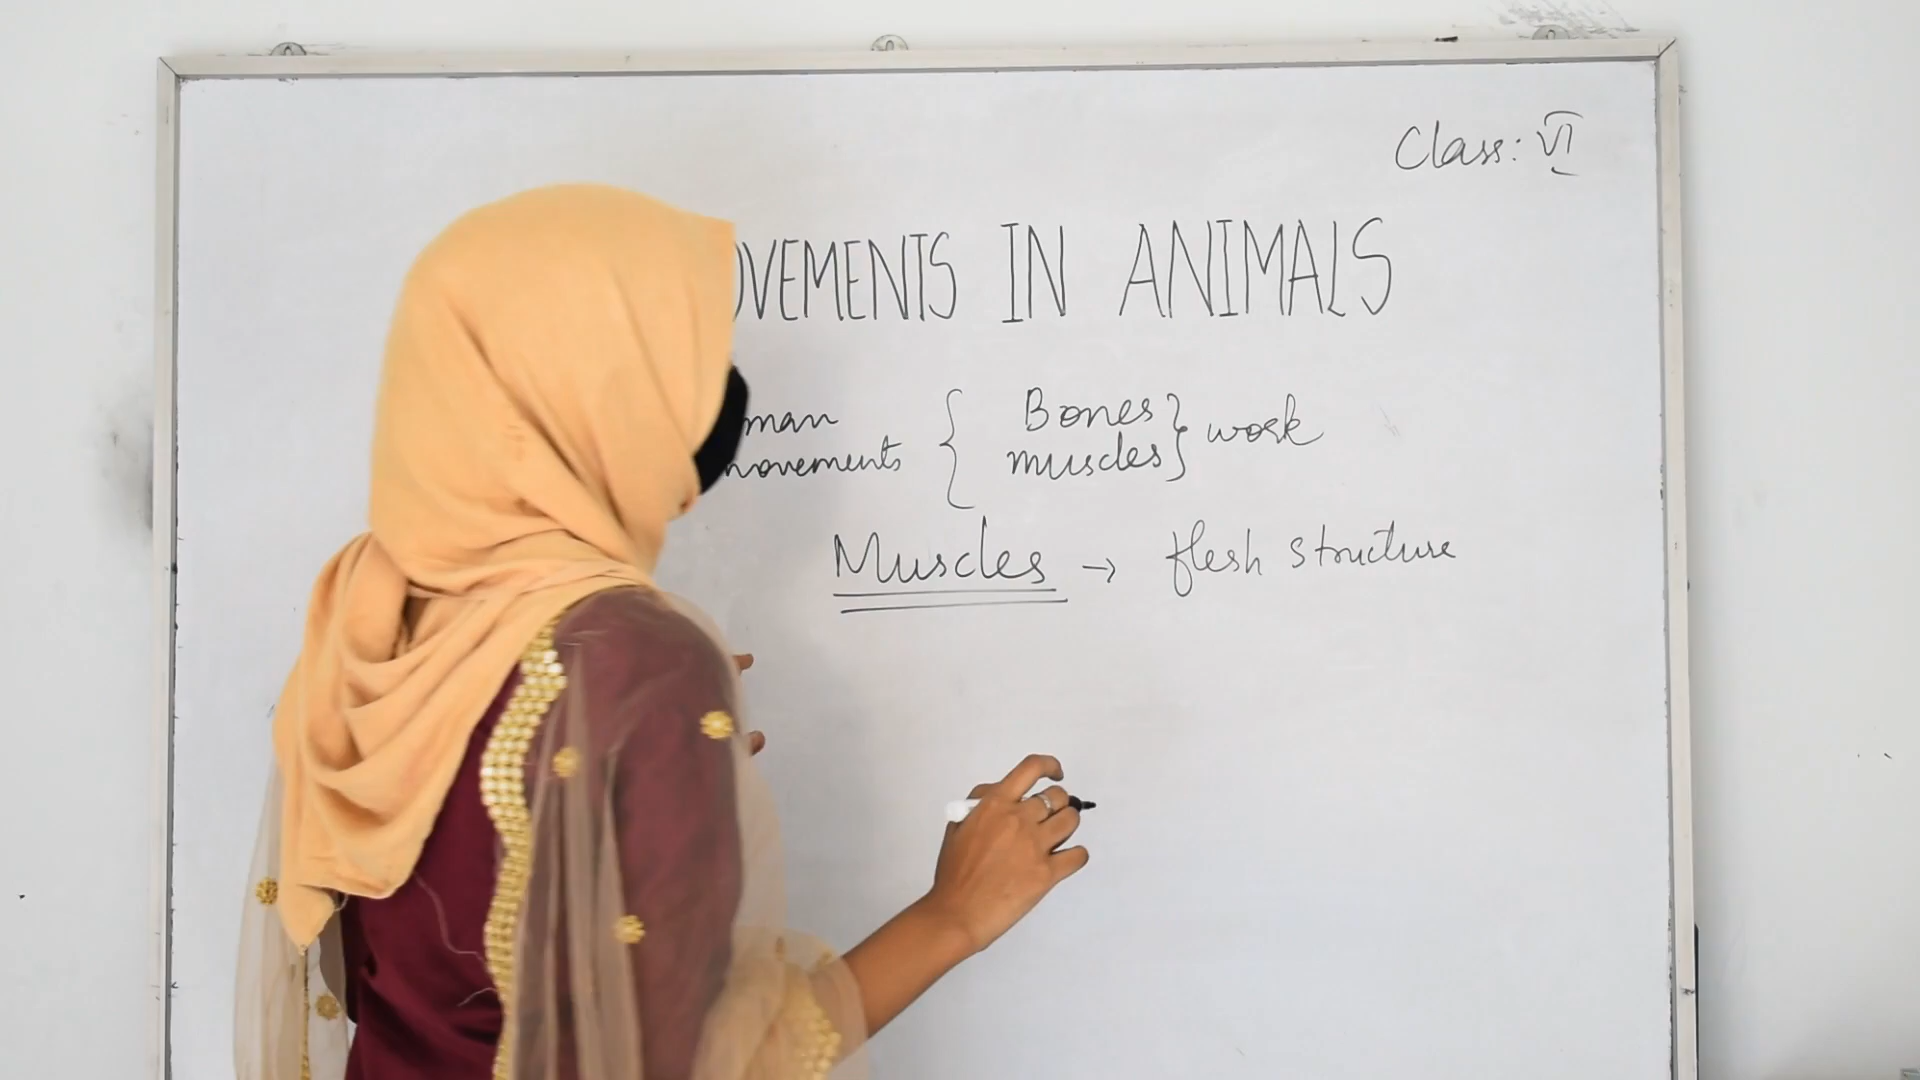 Class: VI
OVEMENTS IN ANIMALS
man { Bones } work
movements { muscles }
Muscles → flesh structure